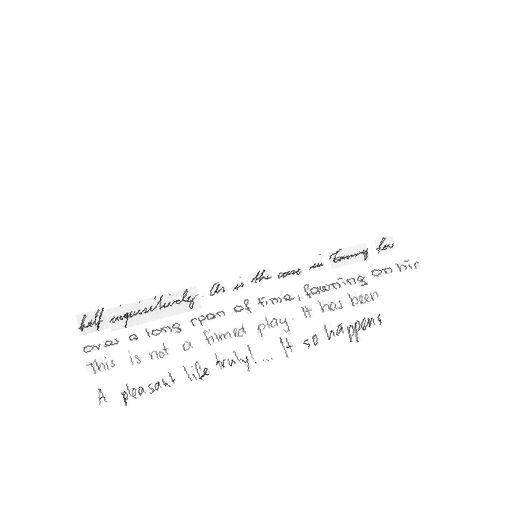 half inquisitively. As is the case in Tammy for
over a long span of time, fawning on him
This is not a filmed play. It has been
A pleasant life truly!... It so happens